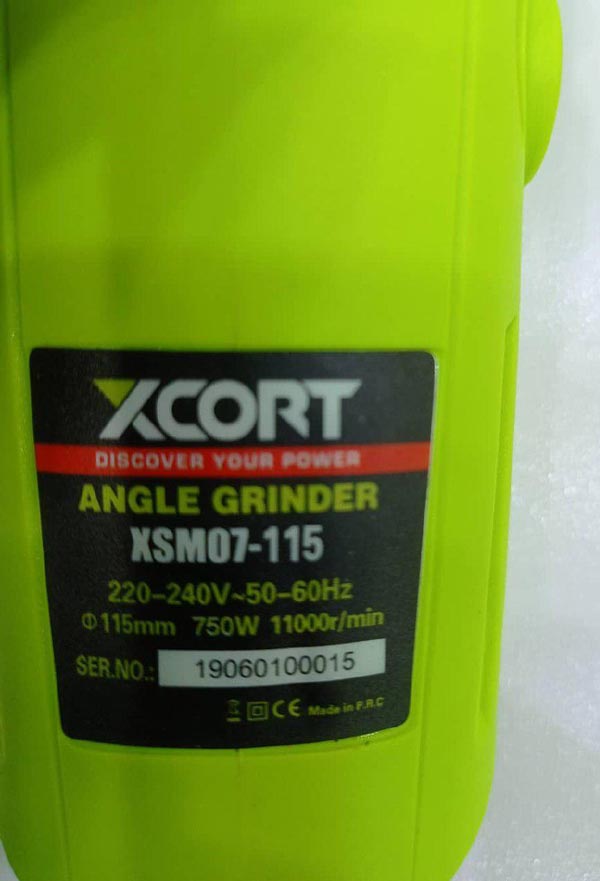 XCORT
DISCOVER YOUR POWER
ANGLE GRINDER
XSM07-115
220-240V~50-60Hz
Φ115mm 750W 11000r/min
SER.NO.: 19060100015
CE Made in P.R.C